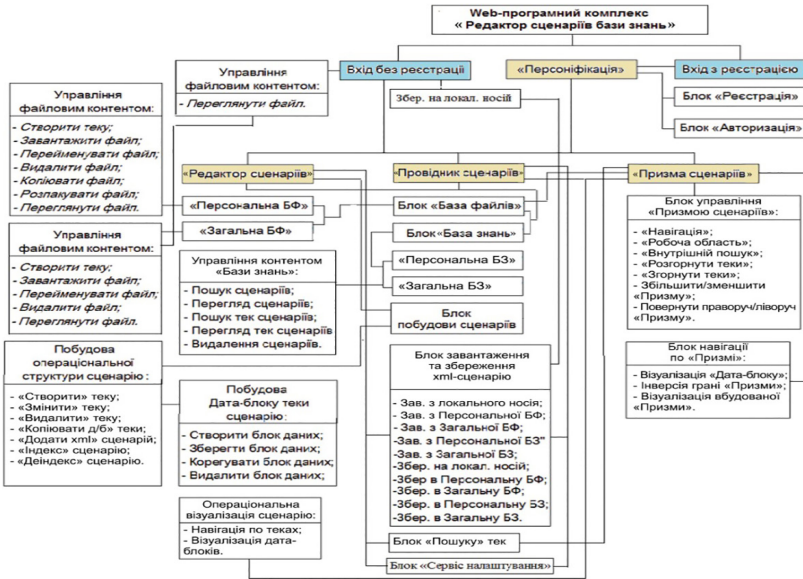 Web-програмний комплекс
« Редактор сценаріїв бази знань»
Вхід без реєстрації
«Персоніфікація»
Вхід з реєстрацією
Збер. на локал. носій
Блок «Реєстрація»
Блок «Авторизація»
Управління
файловим контентом:
- Переглянути файл.
Управління
файловим контентом:
- Створити теку;
- Завантажити файл;
- Перейменувати файл;
- Видалити файл;
- Копіювати файл;
- Розпакувати файл;
- Переглянути файл.
«Редактор сценаріїв»
«Провідник сценаріїв»
«Призма сценаріїв»
«Персональна БФ»
«Загальна БФ»
Блок «База файлів»
Блок«База знань»
«Персональна БЗ»
«Загальна БЗ»
Управління
файловим контентом:
- Створити теку;
- Завантажити файл;
- Перейменувати файл;
- Видалити файл;
- Переглянути файл.
Управління контентом
«Бази знань»:
- Пошук сценаріїв;
- Перегляд сценаріїв;
- Пошук тек сценаріїв;
- Перегляд тек сценаріїв
- Видалення сценаріїв.
Блок управління
«Призмою сценаріїв»:
- «Навігація»;
- «Робоча область»;
- «Внутрішній пошук»;
- «Розгорнути теки»;
- «Згорнути теки»;
- Збільшити/зменшити
«Призму»;
- Повернути праворуч/ліворуч
«Призму».
Блок
побудови сценаріїв
Побудова
операціональної
структури сценарію :
- «Створити» теку;
- «Змінити» теку;
- «Видалити» теку;
- «Копіювати д/б» теки;
- «Додати xml» сценарій;
- «Індекс» сценарію;
- «Деіндекс» сценарію.
Побудова
Дата-блоку теки
сценарію:
- Створити блок даних;
- Зберегти блок даних;
- Корегувати блок даних;
- Видалити блок даних;
Блок завантаження
та збереження
xml-сценарію
- Зав. з локального носія;
- Зав. з Персональної БФ;
- Зав. з Загальної БФ;
-Зав. з Персональної БЗ"
-Зав. з Загальної БЗ;
-Збер. на локал. носій;
-Збер в Персональну БФ;
-Збер. в Загальну БФ;
-Збер. в Персональну БЗ;
-Збер. в Загальну БЗ.
Блок навігації
по «Призмі»:
- Візуалізація «Дата-блоку»;
- Інверсія грані «Призми»;
- Візуалізація вбудованої
«Призми».
Операціональна
візуалізація сценарію:
- Навігація по теках;
- Візуалізація дата-
блоків.
Блок «Пошуку» тек
Блок «Сервіс налаштування»